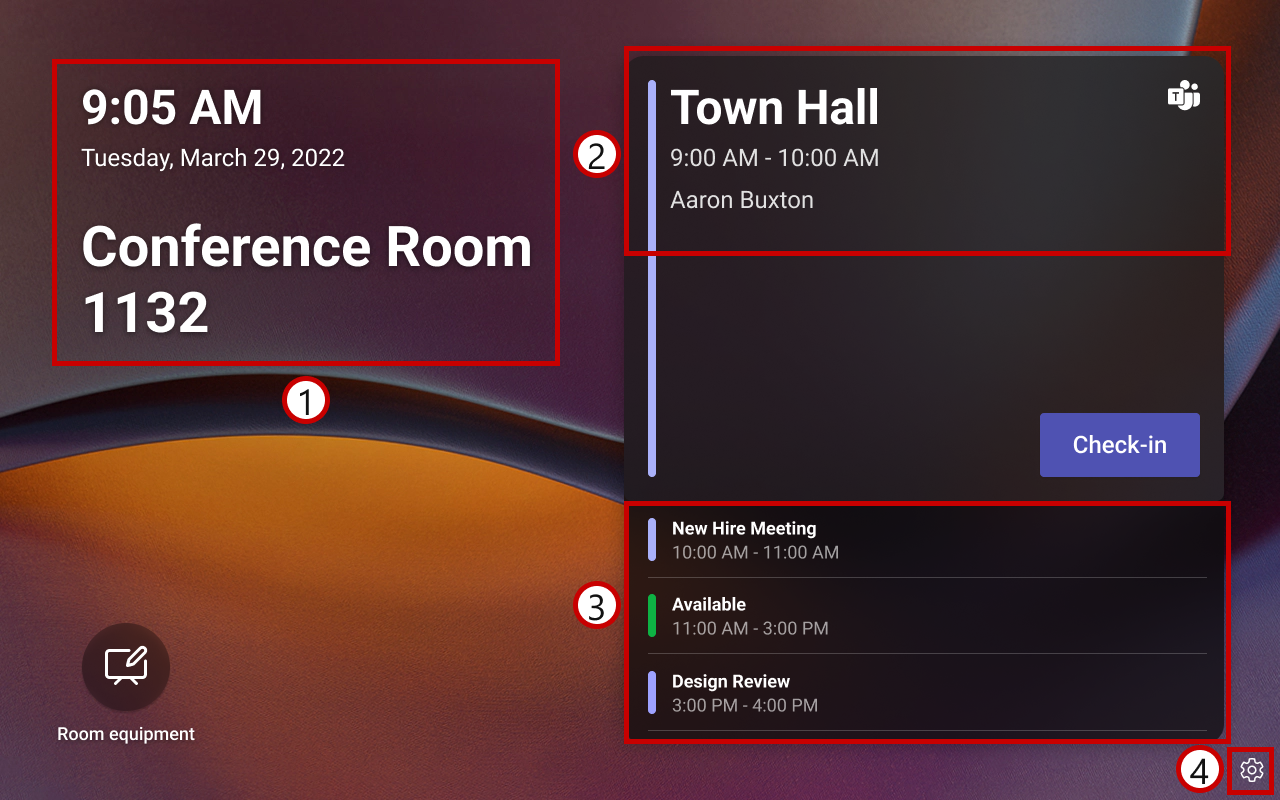 9:05 AM
Tuesday, March 29, 2022
Conference Room
1132
1
2
Town Hall
T
9:00 AM - 10:00 AM
Aaron Buxton
Check-in
3
New Hire Meeting
10:00 AM - 11:00 AM
Available
11:00 AM - 3:00 PM
Design Review
3:00 PM - 4:00 PM
Room equipment
4